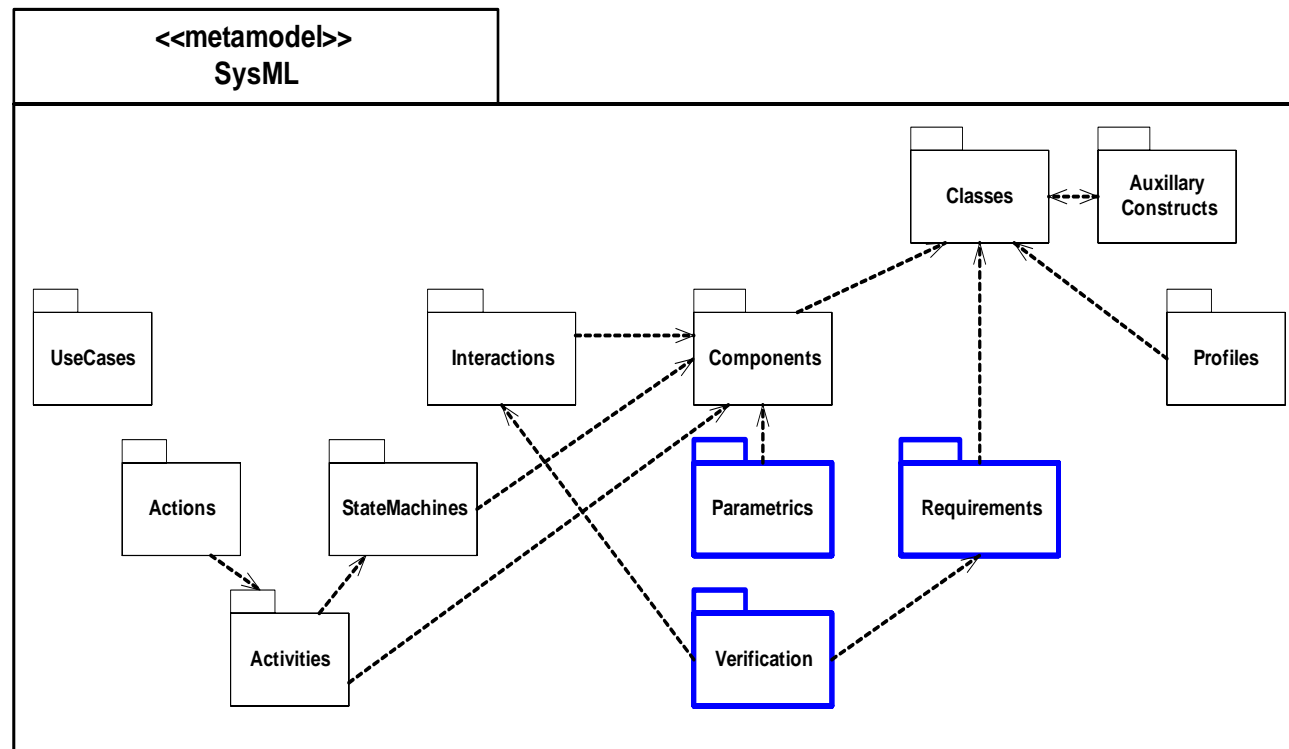 <<metamodel>>
SysML
Classes
Auxillary
Constructs
UseCases
Interactions
Components
Profiles
Actions
StateMachines
Parametrics
Requirements
Activities
Verification